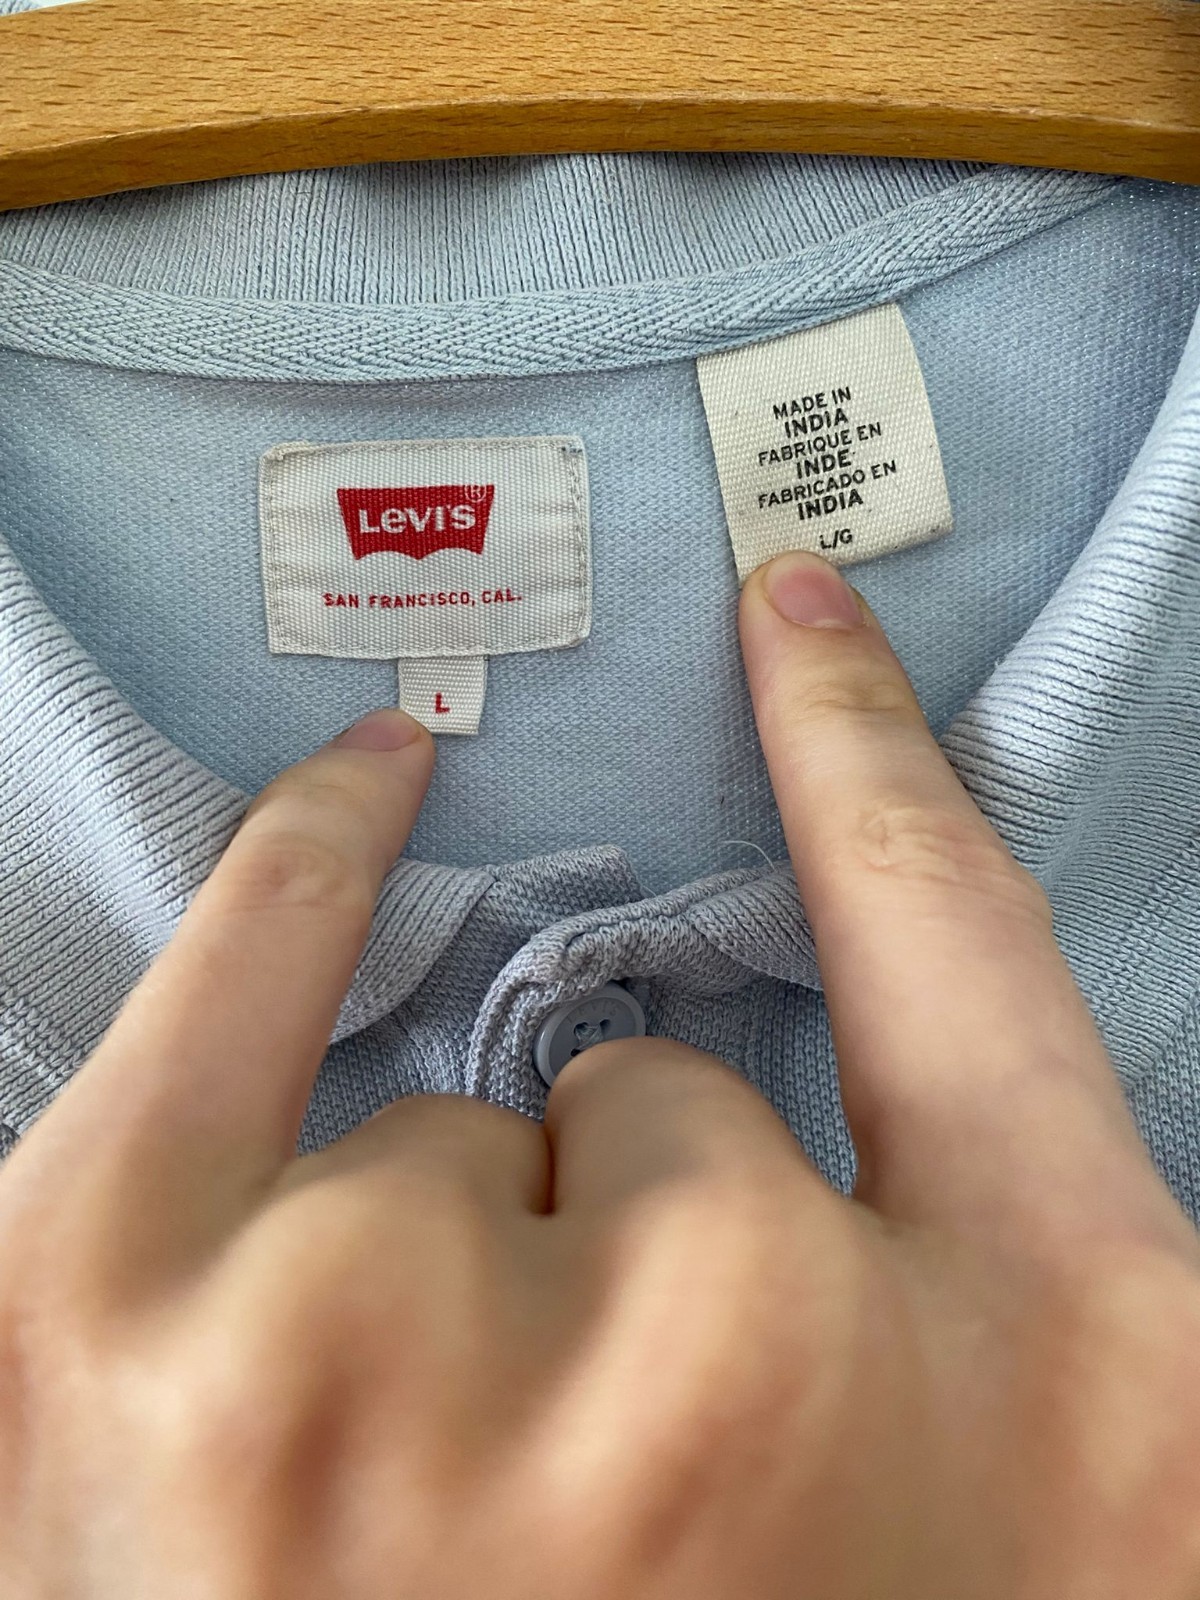 LEVI'S ®
SAN FRANCISCO, CAL.
L
MADE IN
INDIA
FABRIQUE EN
INDE
FABRICADO EN
INDIA
L/G